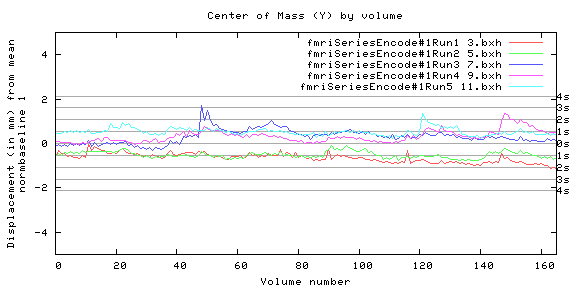 Center of Mass (Y) by volume
fmriSeriesEncode#1Run1 3.bxh
fmriSeriesEncode#1Run2 5.bxh
fmriSeriesEncode#1Run3 7.bxh
fmriSeriesEncode#1Run4 9.bxh
fmriSeriesEncode#1Run5 11.bxh
Displacement (in mm) from mean
normbaseline 1
4
2
0
-2
-4
4s
3s
2s
1s
0s
1s
2s
3s
4s
0 20 40 60 80 100 120 140 160
Volume number